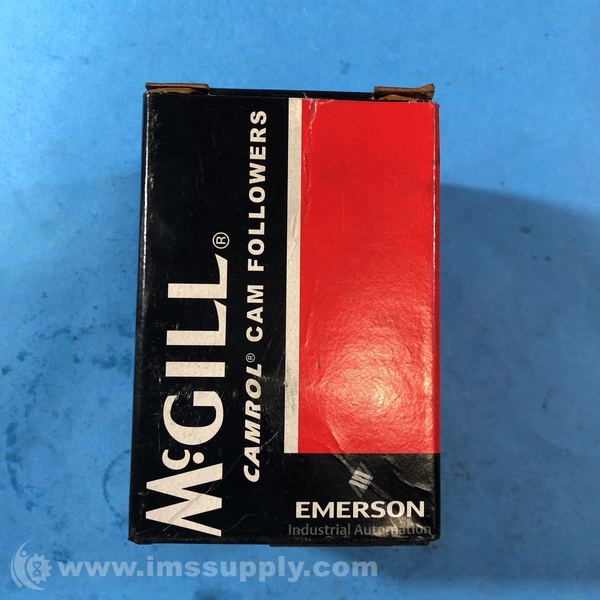 McGILL®
CAMROL® CAM FOLLOWERS
EMERSON
Industrial Automation
www.imssupply.com